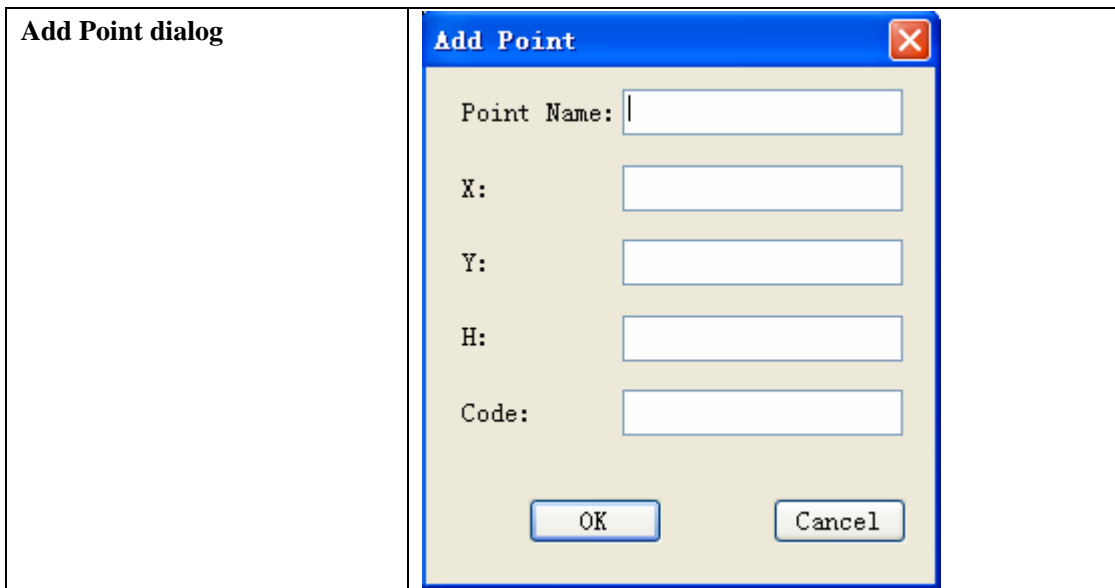 Add Point dialog
Add Point
Point Name:
X:
Y:
H:
Code:
OK Cancel